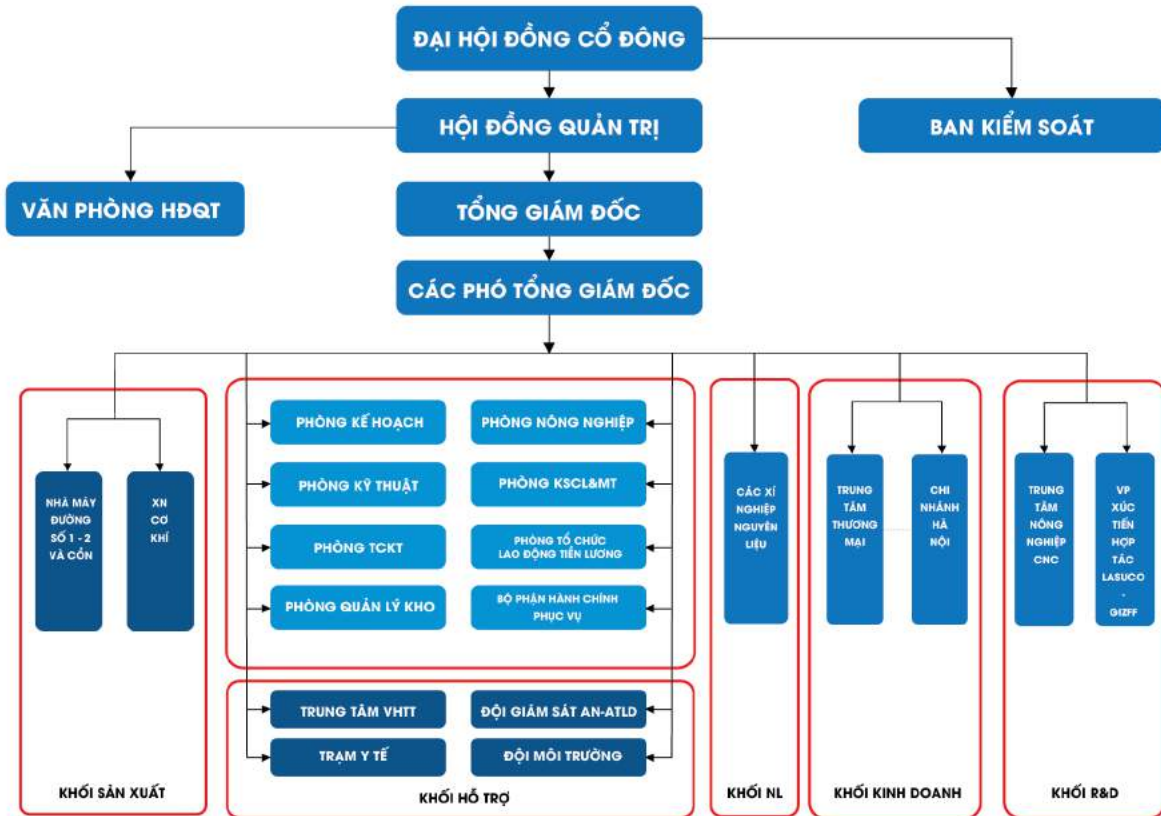 ĐẠI HỘI ĐỒNG CỔ ĐÔNG
HỘI ĐỒNG QUẢN TRỊ
BAN KIỂM SOÁT
VĂN PHÒNG HĐQT
TỔNG GIÁM ĐỐC
CÁC PHÓ TỔNG GIÁM ĐỐC
NHÀ MÁY
ĐƯỜNG
SỐ 1 - 2
VÀ CỒN
XN
CƠ
KHÍ
KHỐI SẢN XUẤT
PHÒNG KẾ HOẠCH
PHÒNG NÔNG NGHIỆP
PHÒNG KỸ THUẬT
PHÒNG KSCL&MT
PHÒNG TCKT
PHÒNG TỔ CHỨC
LAO ĐỘNG TIỀN LƯƠNG
PHÒNG QUẢN LÝ KHO
BỘ PHẬN HÀNH CHÍNH
PHỤC VỤ
TRUNG TÂM VHTT
ĐỘI GIÁM SÁT AN-ATLD
TRẠM Y TẾ
ĐỘI MÔI TRƯỜNG
KHỐI HỖ TRỢ
CÁC XÍ
NGHIỆP
NGUYÊN
LIỆU
KHỐI NL
TRUNG
TÂM
THƯƠNG
MẠI
CHI
NHÁNH
HÀ
NỘI
KHỐI KINH DOANH
TRUNG
TÂM
NÔNG
NGHIỆP
CNC
VP
XÚC
TIẾN
HỢP
TÁC
LASUCO
-
GIZFF
KHỐI R&D